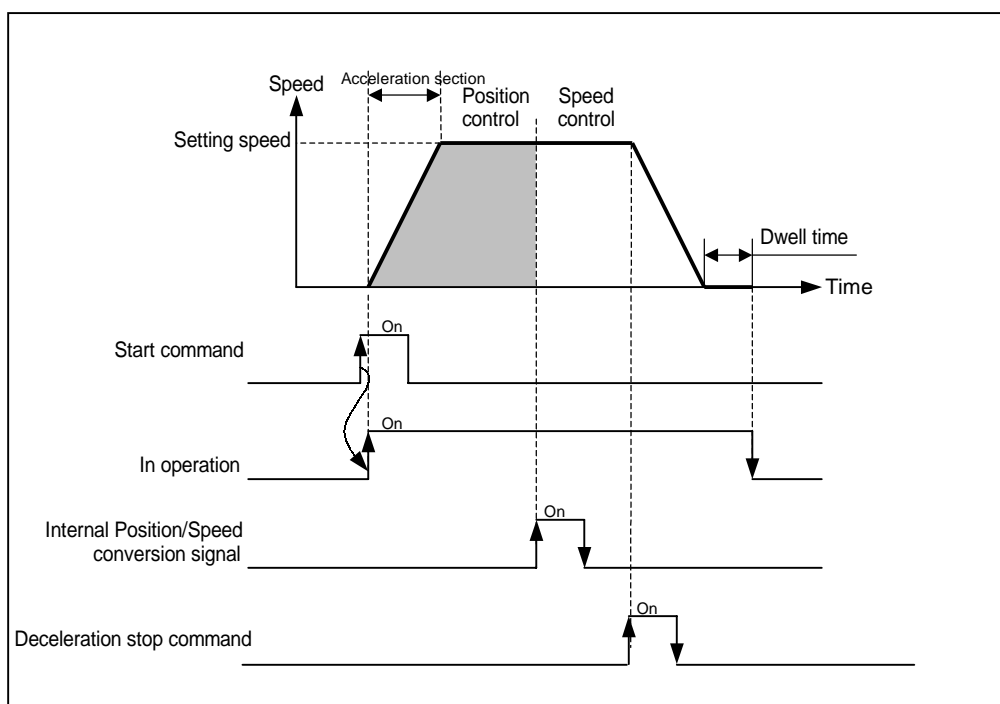 Acceleration section
Speed
Position
control
Speed
control
Setting speed
Dwell time
Time
On
Start command
On
In operation
On
Internal Position/Speed
conversion signal
On
Deceleration stop command